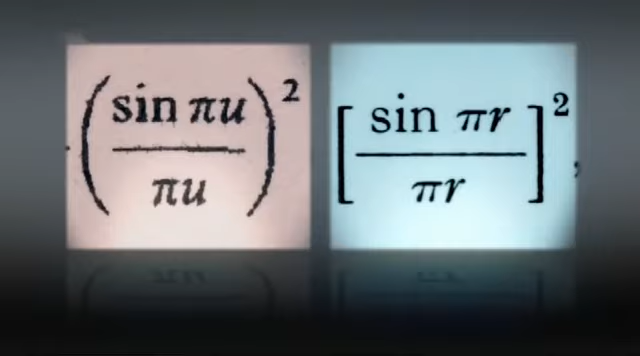 (sin πu / πu)²
[sin πr / πr]²,